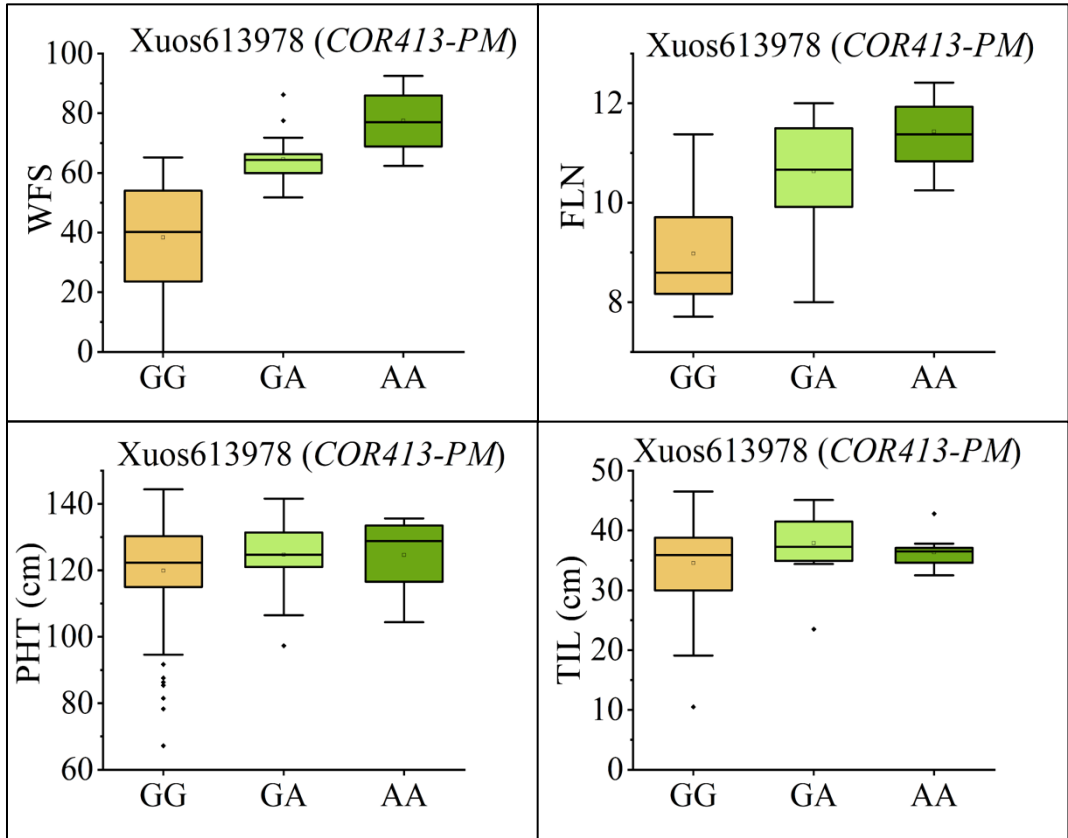 Xuos613978 (COR413-PM)
100
80
60
40
20
0
WFS
GG GA AA
Xuos613978 (COR413-PM)
12
10
8
FLN
GG GA AA
Xuos613978 (COR413-PM)
140
120
100
80
60
PHT (cm)
GG GA AA
Xuos613978 (COR413-PM)
50
40
30
20
10
0
TIL (cm)
GG GA AA